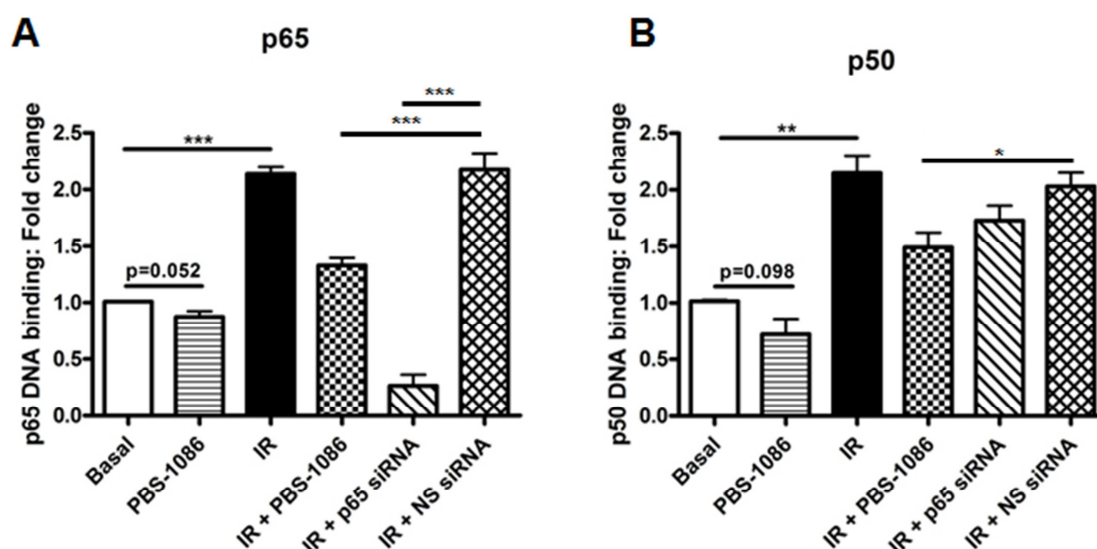 A
p65
p65 DNA binding: Fold change
2.5
2.0
1.5
1.0
0.5
0.0
***
***
***
p=0.052
Basal
PBS-1086
IR
IR + PBS-1086
IR + p65 siRNA
IR + NS siRNA
B
p50
p50 DNA binding: Fold change
2.5
2.0
1.5
1.0
0.5
0.0
**
*
p=0.098
Basal
PBS-1086
IR
IR + PBS-1086
IR + p65 siRNA
IR + NS siRNA